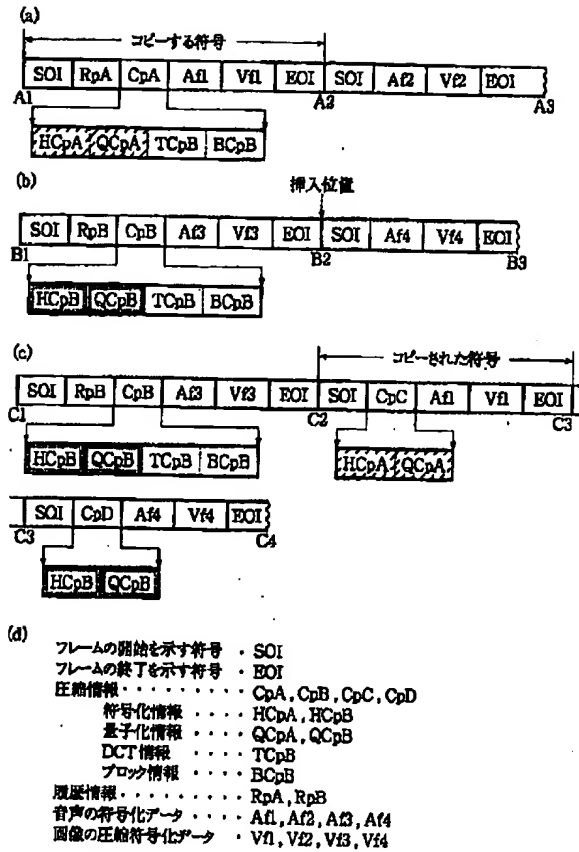 (a)
コピーする符号
SOI RpA CpA Af1 Vf1 EOI SOI Af2 Vf2 EOI
A1 A2 A3
HCpA QCpA TCpB BCpB
(b)
挿入位置
SOI RpB CpB Af3 Vf3 EOI SOI Af4 Vf4 EOI
B1 B2 B3
HCpB QCpB TCpB BCpB
(c)
コピーされた符号
SOI RpB CpB Af3 Vf3 EOI SOI CpC Af1 Vf1 EOI
C1 C2 C3
HCpB QCpB TCpB BCpB HCpA QCpA
SOI CpD Af4 Vf4 EOI
C3 C4
HCpB QCpB
(d)
フレームの開始を示す符号 ・ SOI
フレームの終了を示す符号 ・ EOI
圧縮情報 ・・・・・・・・・ CpA, CpB, CpC, CpD
符号化情報 ・・・・ HCpA, HCpB
量子化情報 ・・・・ QCpA, QCpB
DCT情報 ・・・・・ TCpB
ブロック情報 ・・・・ BCpB
履歴情報 ・・・・・・・・・ RpA, RpB
音声の符号化データ ・・・・ Af1, Af2, Af3, Af4
画像の圧縮符号化データ ・・ Vf1, Vf2, Vf3, Vf4